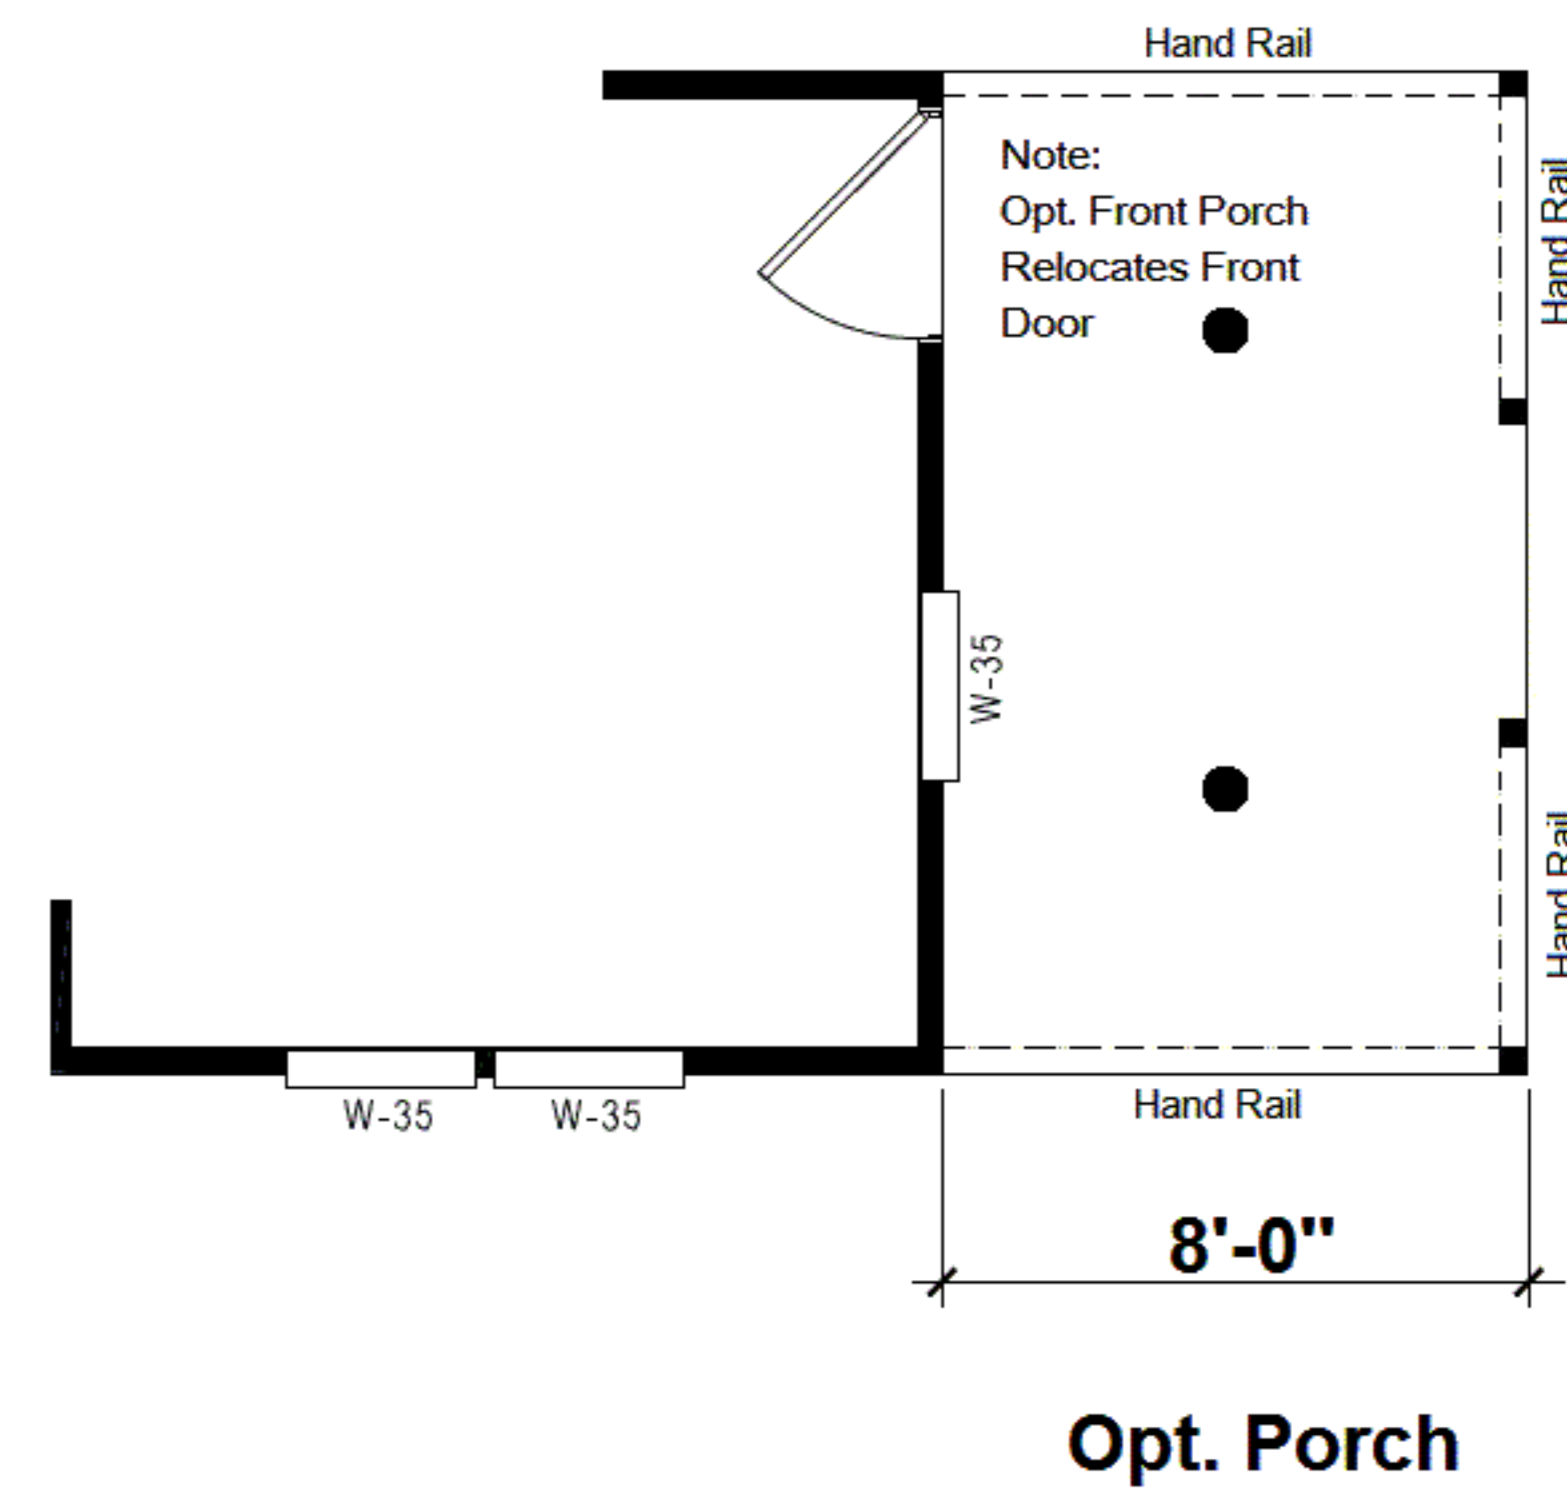 Hand Rail
Note:
Opt. Front Porch
Relocates Front
Door
Hand Rail
W-35
Hand Rail
W-35
W-35
Hand Rail
8'-0"
Opt. Porch